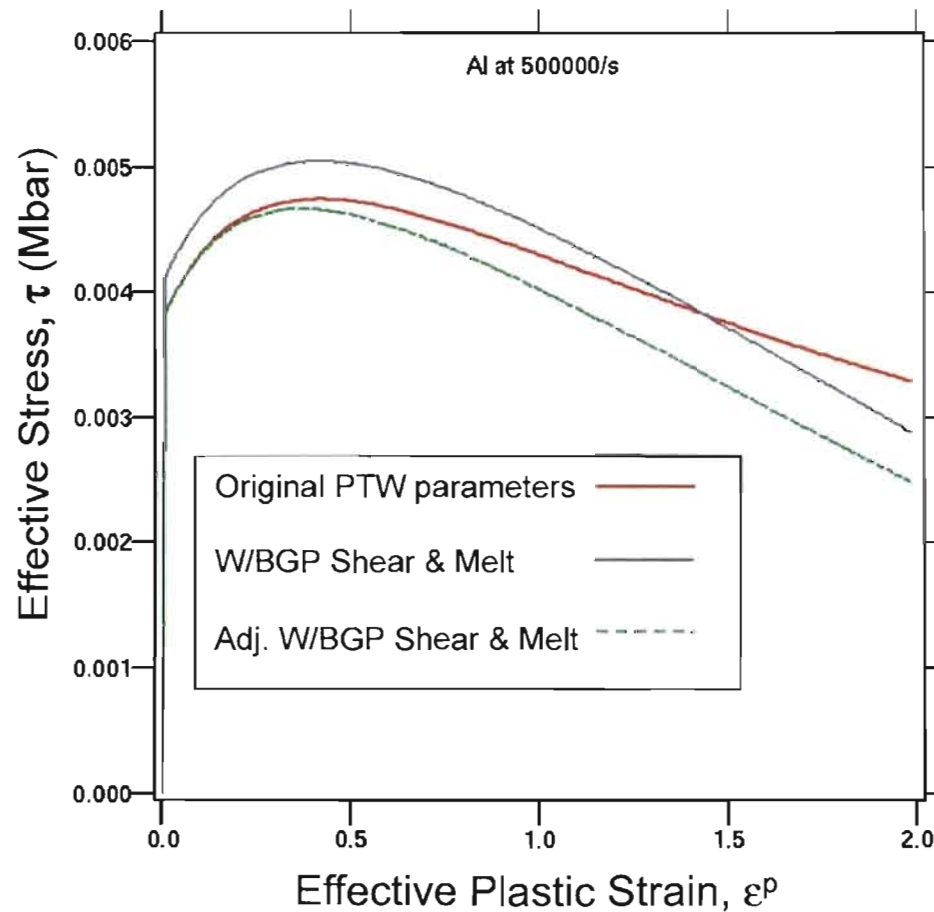 Al at 500000/s
Effective Stress, τ (Mbar)
0.006
0.005
0.004
0.003
0.002
0.001
0.000
Original PTW parameters
W/BGP Shear & Melt
Adj. W/BGP Shear & Melt
0.0 0.5 1.0 1.5 2.0
Effective Plastic Strain, εᵖ